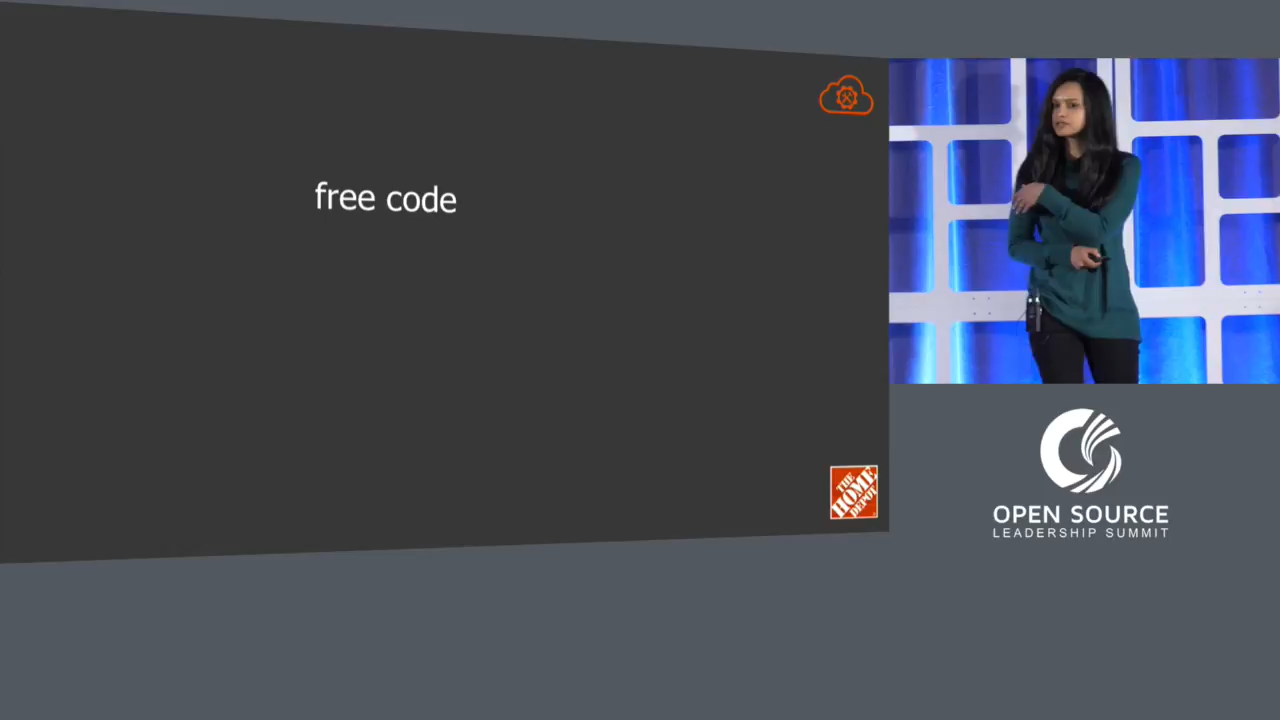 free code
THE
HOME
DEPOT
OPEN SOURCE
LEADERSHIP SUMMIT